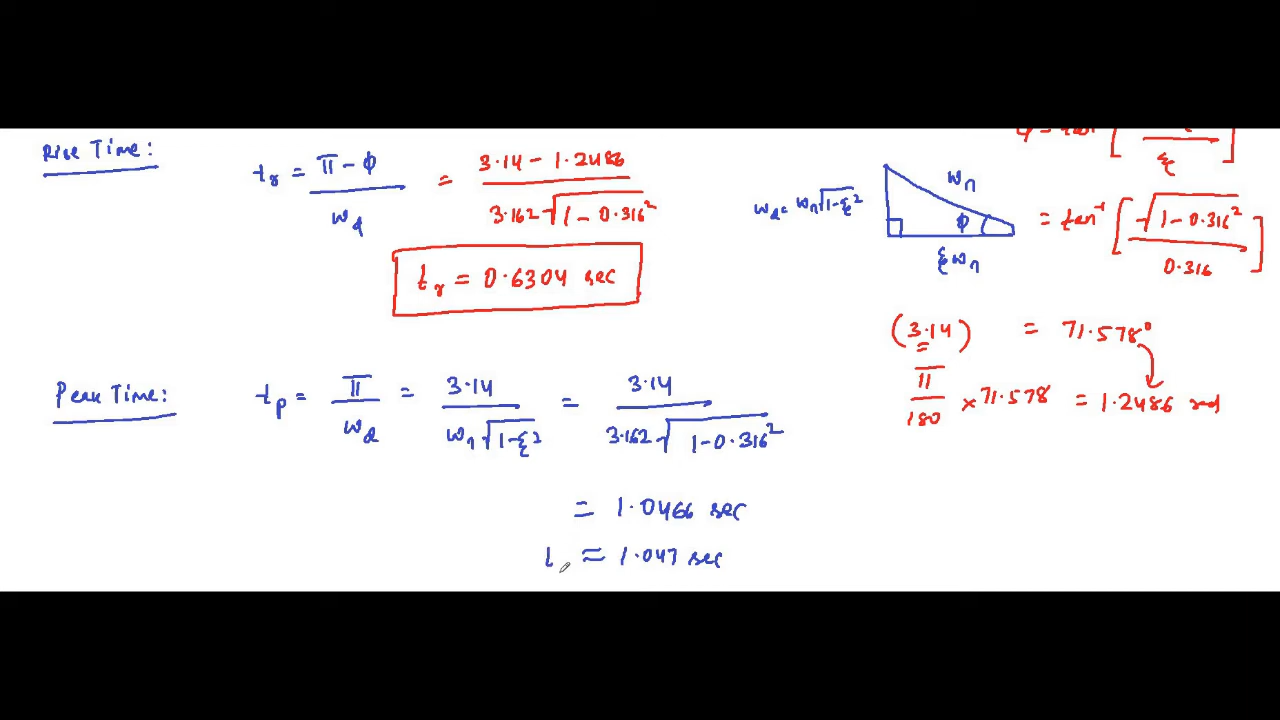 Rise Time:
tr = π - φ / ωd = 3.14 - 1.2486 / 3.162√1 - 0.316²
tr = 0.6304 sec
ωd = ωn√1-ξ²
ωn
φ
ξωn
= tan⁻¹ [√1 - 0.316² / 0.316]
(3.14) = 71.578°
π / 180 × 71.578 = 1.2486 rad
Peak Time: tp = π / ωd = 3.14 / ωn√1-ξ² = 3.14 / 3.162√1-0.316²
= 1.0466 sec
≈ 1.047 sec